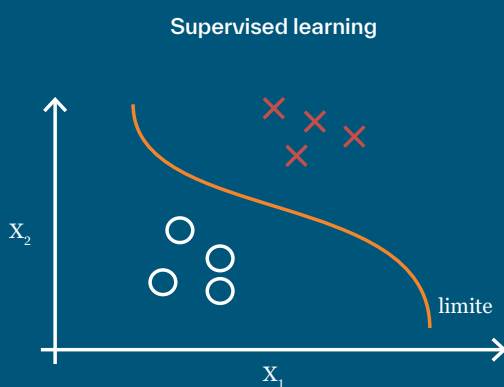 Supervised learning
X₂
limite
X₁